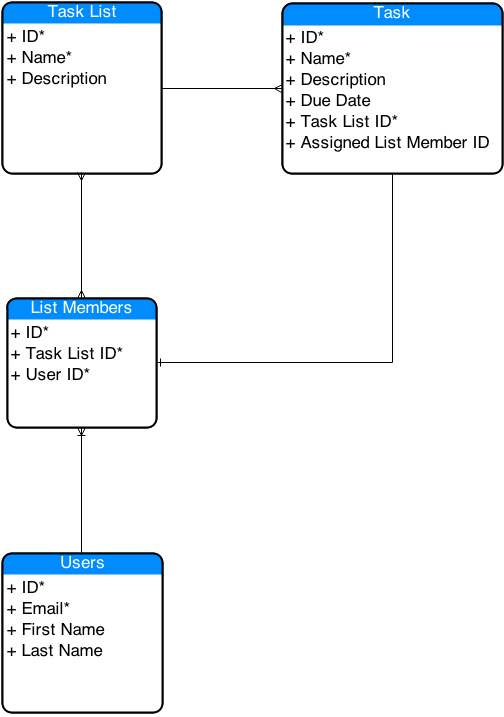 Task List
+ ID*
+ Name*
+ Description
Task
+ ID*
+ Name*
+ Description
+ Due Date
+ Task List ID*
+ Assigned List Member ID
List Members
+ ID*
+ Task List ID*
+ User ID*
Users
+ ID*
+ Email*
+ First Name
+ Last Name